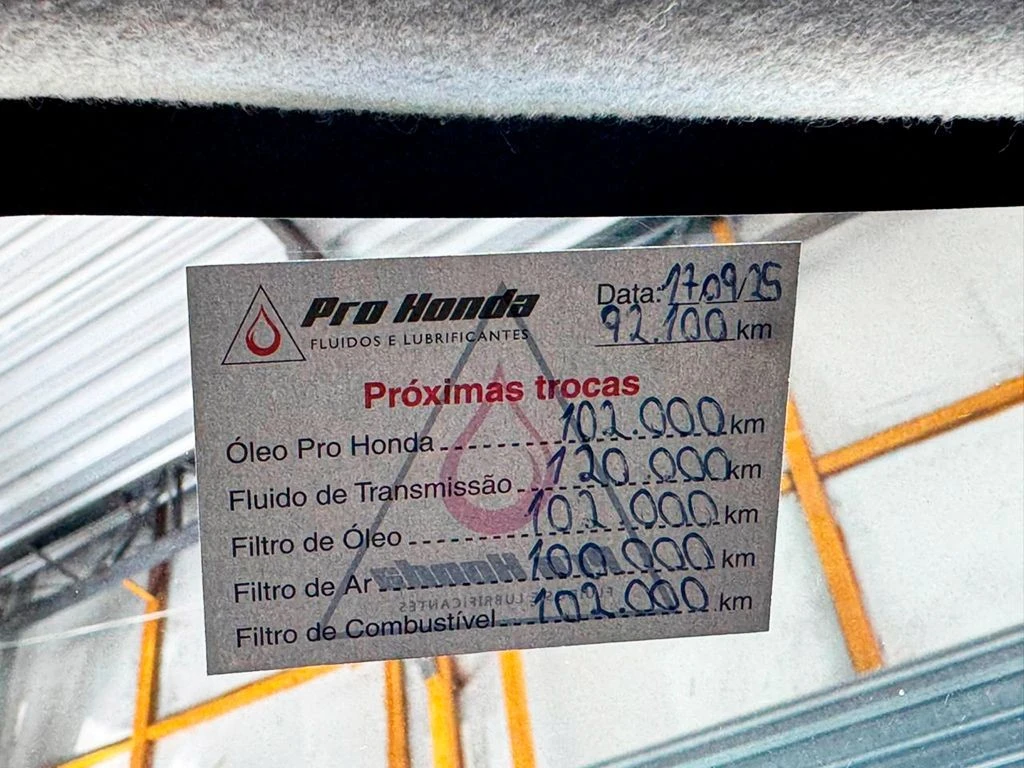 Pro Honda
FLUIDOS E LUBRIFICANTES
Data: 17.09/25
92.100 km
Próximas trocas
Óleo Pro Honda 102.000 km
Fluido de Transmissão 120.000 km
Filtro de Óleo 102.000 km
Filtro de Ar 100.000 km
Filtro de Combustível 102.000 km